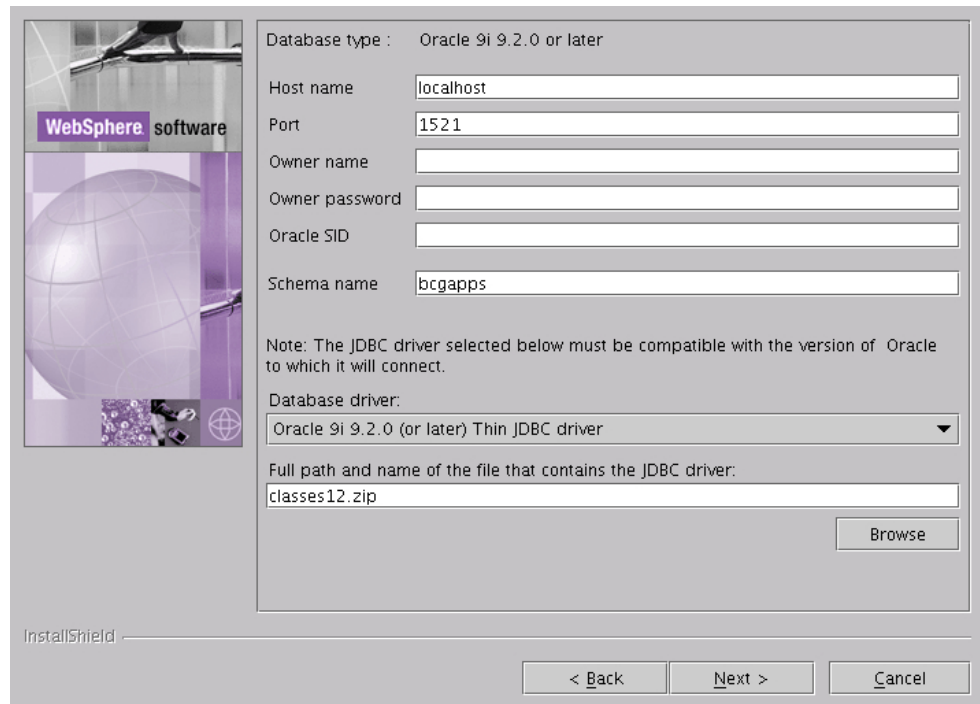 WebSphere software
Database type : Oracle 9i 9.2.0 or later
Host name localhost
Port 1521
Owner name
Owner password
Oracle SID
Schema name bcgapps
Note: The JDBC driver selected below must be compatible with the version of Oracle
to which it will connect.
Database driver:
Oracle 9i 9.2.0 (or later) Thin JDBC driver
Full path and name of the file that contains the JDBC driver:
classes12.zip
Browse
InstallShield
< Back Next > Cancel